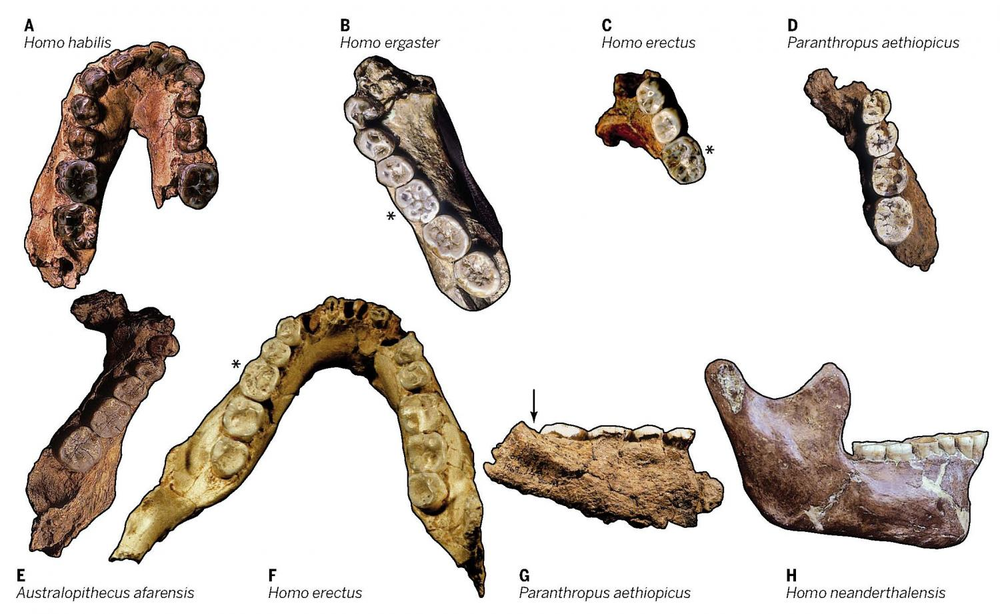 A
Homo habilis
B
Homo ergaster
C
Homo erectus
D
Paranthropus aethiopicus
*
*
*
E
Australopithecus afarensis
F
Homo erectus
G
Paranthropus aethiopicus
H
Homo neanderthalensis